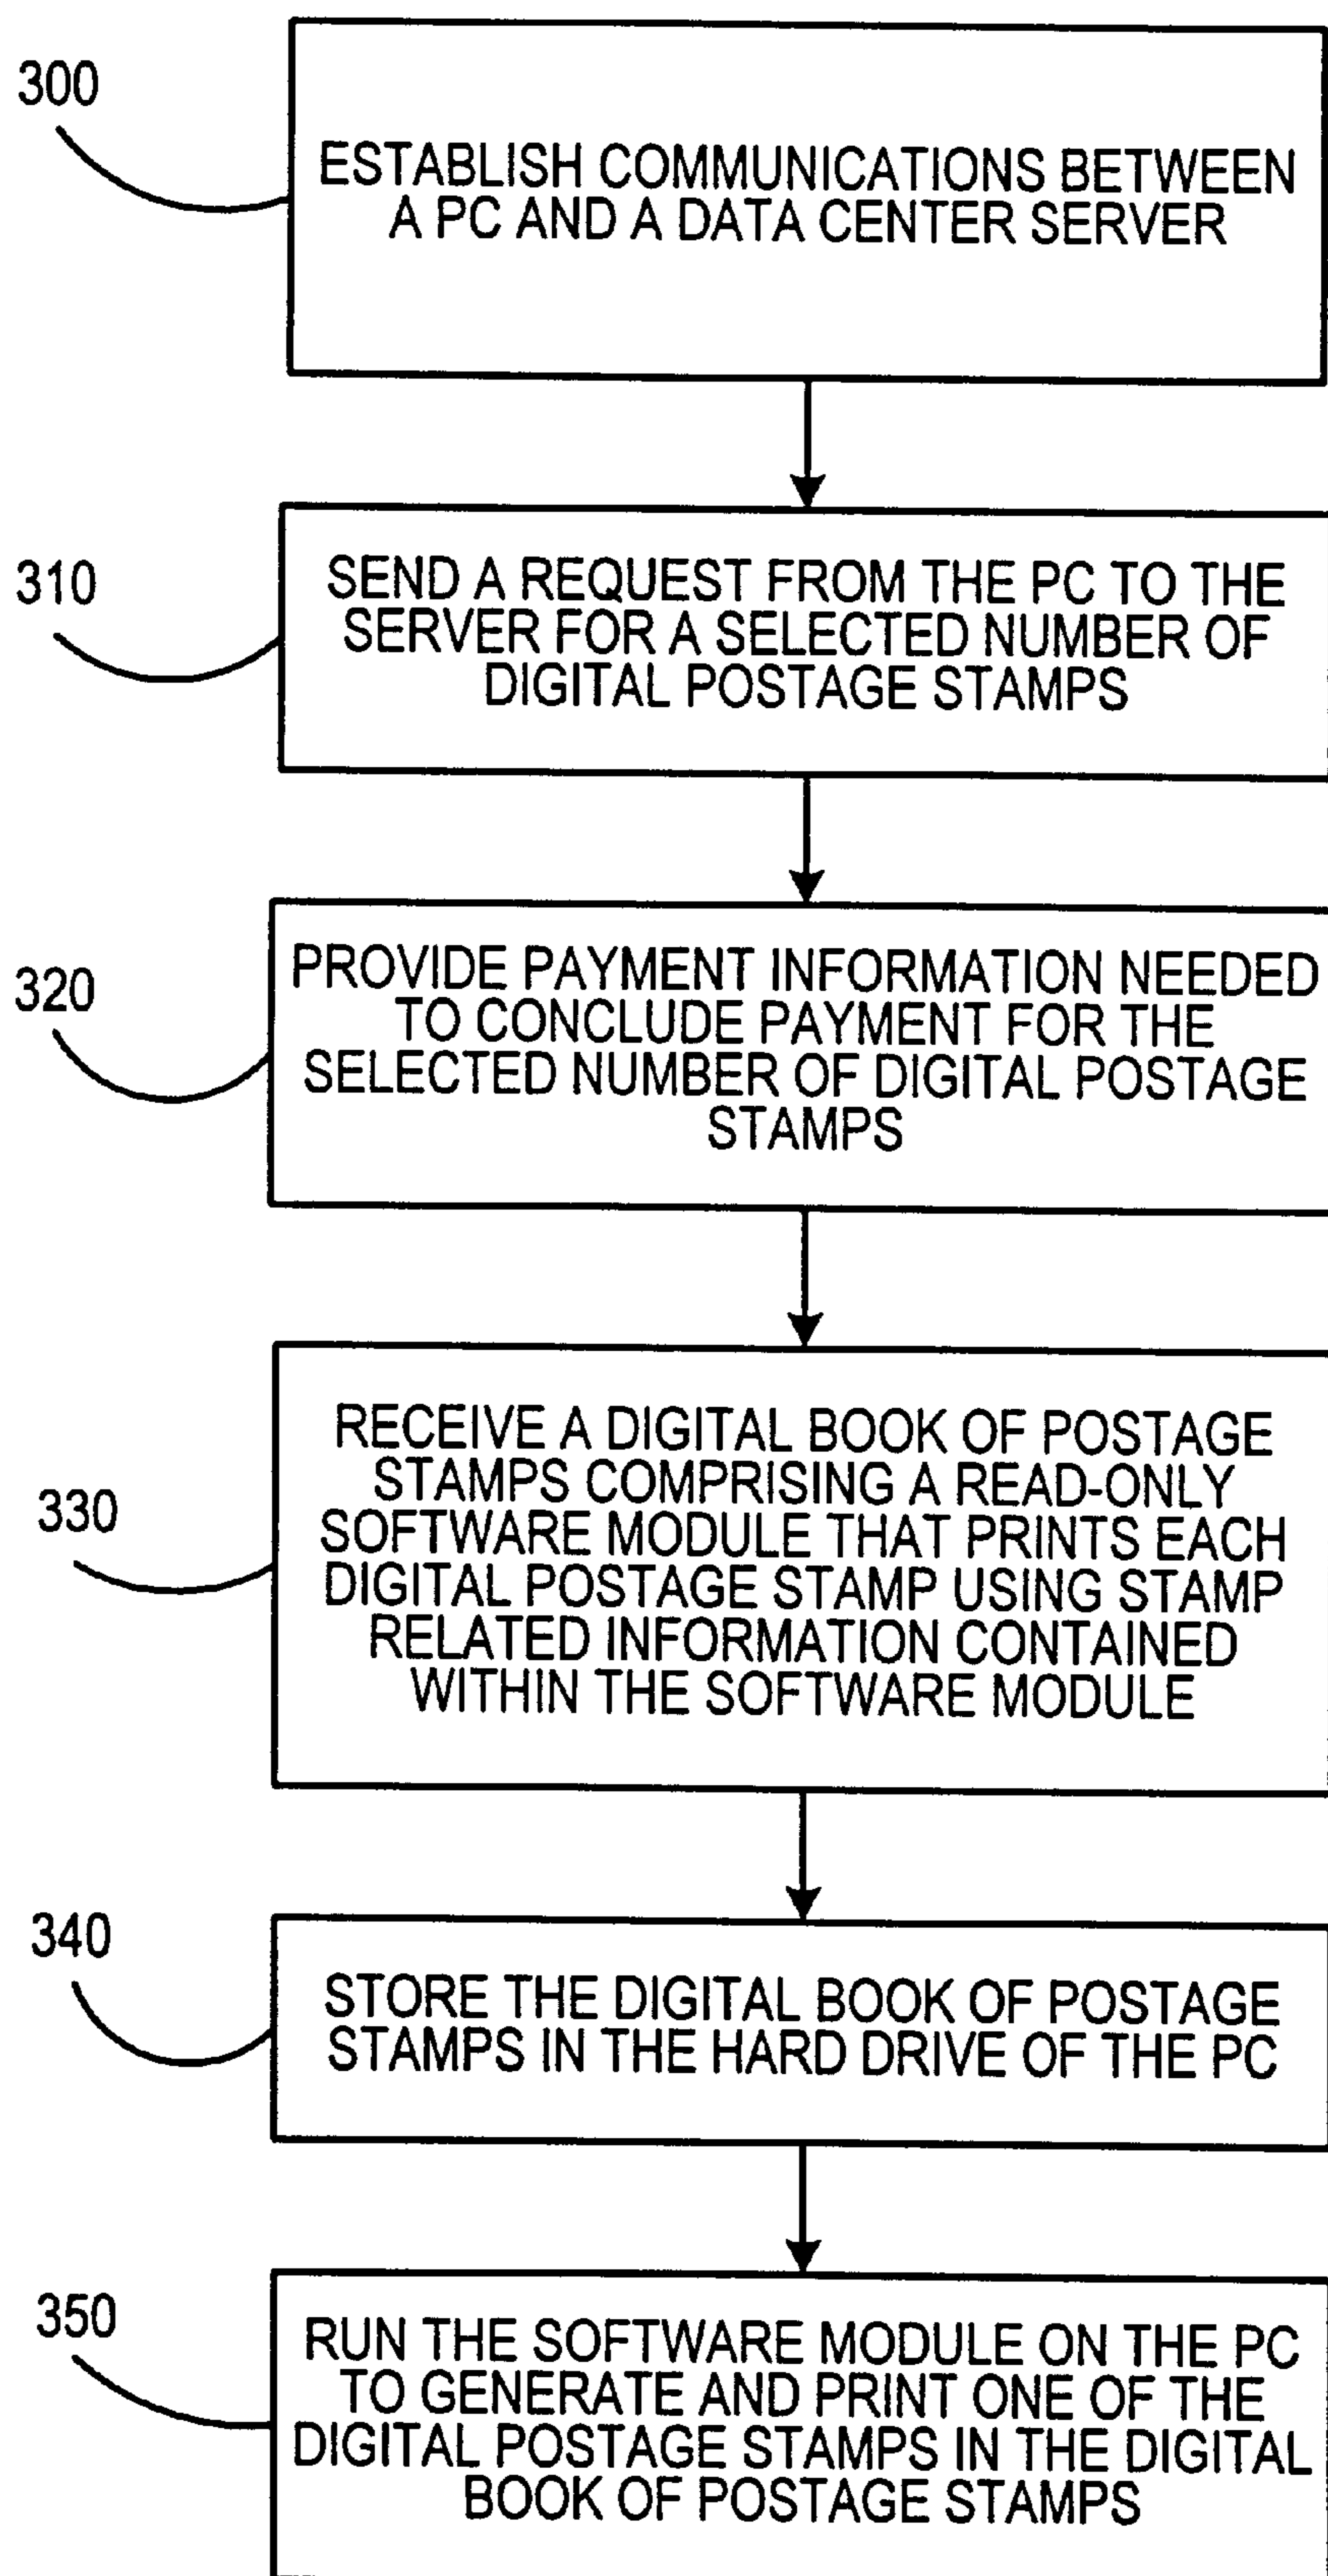 300
ESTABLISH COMMUNICATIONS BETWEEN
A PC AND A DATA CENTER SERVER
310
SEND A REQUEST FROM THE PC TO THE
SERVER FOR A SELECTED NUMBER OF
DIGITAL POSTAGE STAMPS
320
PROVIDE PAYMENT INFORMATION NEEDED
TO CONCLUDE PAYMENT FOR THE
SELECTED NUMBER OF DIGITAL POSTAGE
STAMPS
330
RECEIVE A DIGITAL BOOK OF POSTAGE
STAMPS COMPRISING A READ-ONLY
SOFTWARE MODULE THAT PRINTS EACH
DIGITAL POSTAGE STAMP USING STAMP
RELATED INFORMATION CONTAINED
WITHIN THE SOFTWARE MODULE
340
STORE THE DIGITAL BOOK OF POSTAGE
STAMPS IN THE HARD DRIVE OF THE PC
350
RUN THE SOFTWARE MODULE ON THE PC
TO GENERATE AND PRINT ONE OF THE
DIGITAL POSTAGE STAMPS IN THE DIGITAL
BOOK OF POSTAGE STAMPS